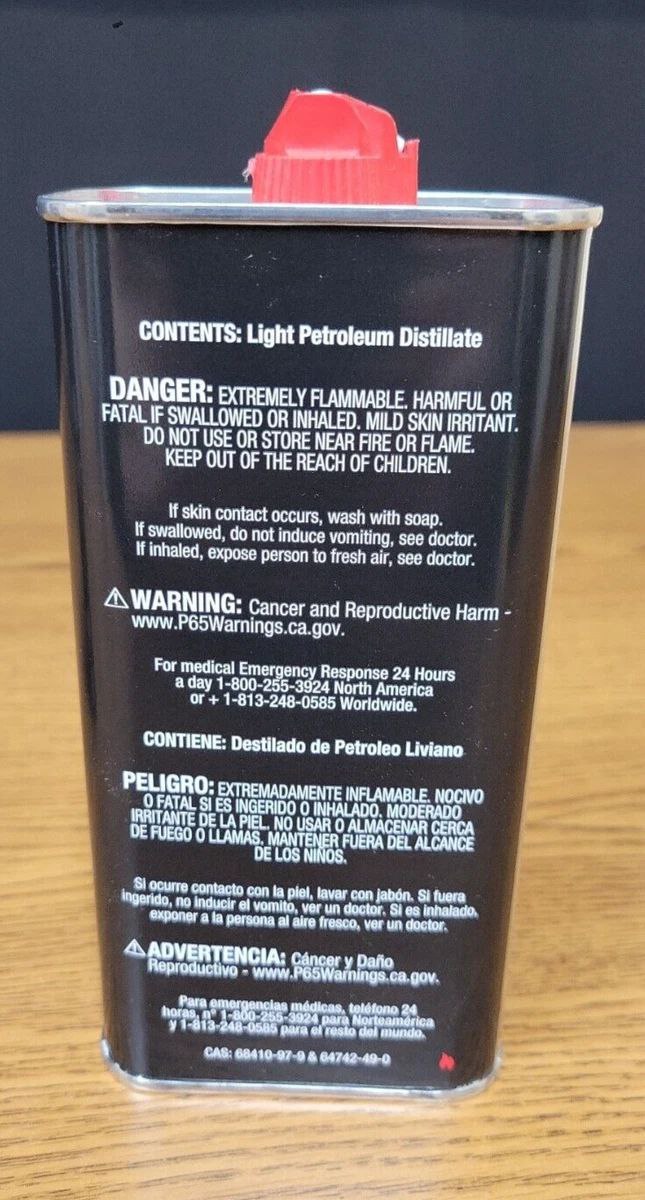 CONTENTS: Light Petroleum Distillate
DANGER: EXTREMELY FLAMMABLE. HARMFUL OR
FATAL IF SWALLOWED OR INHALED. MILD SKIN IRRITANT.
DO NOT USE OR STORE NEAR FIRE OR FLAME.
KEEP OUT OF THE REACH OF CHILDREN.
If skin contact occurs, wash with soap.
If swallowed, do not induce vomiting, see doctor.
If inhaled, expose person to fresh air, see doctor.
⚠WARNING: Cancer and Reproductive Harm -
www.P65Warnings.ca.gov.
For medical Emergency Response 24 Hours
a day 1-800-255-3924 North America
or + 1-813-248-0585 Worldwide.
CONTIENE: Destilado de Petroleo Liviano
PELIGRO: EXTREMADAMENTE INFLAMABLE. NOCIVO
O FATAL SI ES INGERIDO O INHALADO. MODERADO
IRRITANTE DE LA PIEL. NO USAR O ALMACENAR CERCA
DE FUEGO O LLAMAS. MANTENER FUERA DEL ALCANCE
DE LOS NIÑOS.
Si ocurre contacto con la piel, lavar con jabón. Si fuera
ingerido, no inducir el vomito, ver un doctor. Si es inhalado,
exponer a la persona al aire fresco, ver un doctor.
⚠ADVERTENCIA: Cáncer y Daño
Reproductivo - www.P65Warnings.ca.gov.
Para emergencias médicas, teléfono 24
horas, nº 1-800-255-3924 para Norteamérica
y 1-813-248-0585 para el resto del mundo.
CAS: 68410-97-9 & 64742-49-0